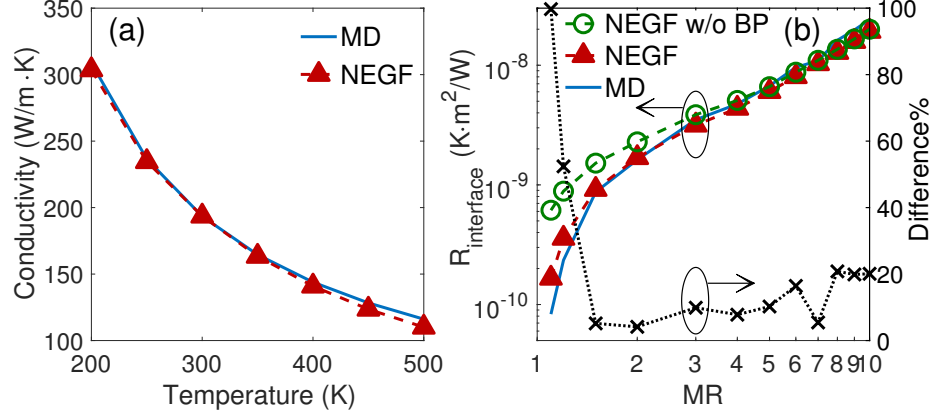 (a)
MD
NEGF
Conductivity (W/m ·K)
350
300
250
200
150
100
200
300
400
500
Temperature (K)
(b)
NEGF w/o BP
NEGF
MD
R_interface (K·m^2/W)
10^-8
10^-9
10^-10
1
2
3
4
5
6
7
8
9
10
MR
100
80
60
40
20
0
Difference%